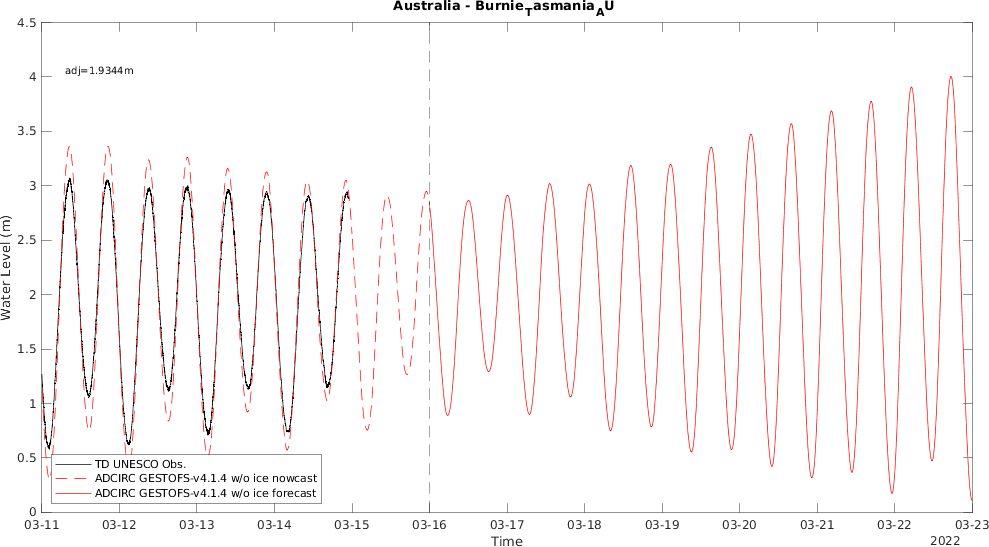 Australia - Burnie_Tasmania_AU
adj=1.9344m
4.5
4
3.5
3
2.5
2
1.5
1
0.5
0
Water Level (m)
TD UNESCO Obs.
ADCIRC GESTOFS-v4.1.4 w/o ice nowcast
ADCIRC GESTOFS-v4.1.4 w/o ice forecast
03-11 03-12 03-13 03-14 03-15 03-16 03-17 03-18 03-19 03-20 03-21 03-22 03-23
Time
2022